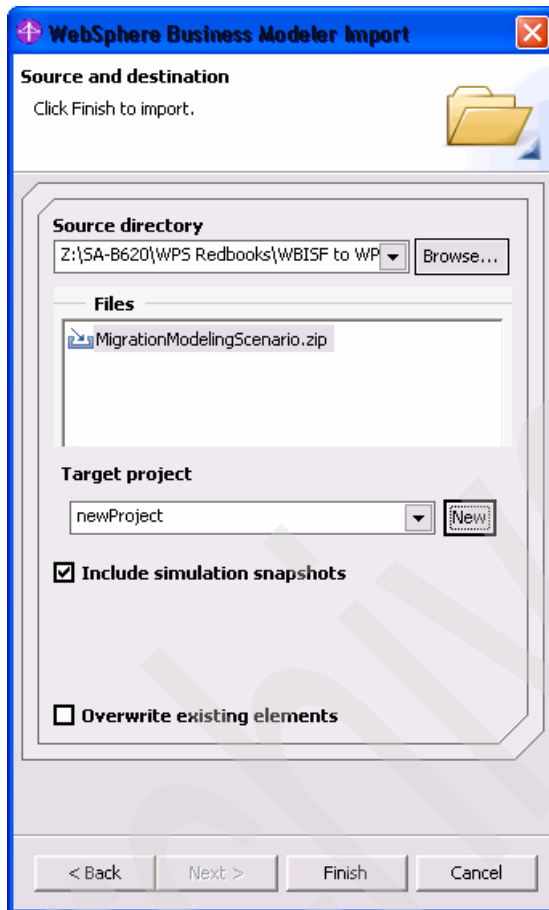 WebSphere Business Modeler Import
Source and destination
Click Finish to import.
Source directory
Z:\SA-B620\WPS Redbooks\WBISF to WP
Browse...
Files
MigrationModelingScenario.zip
Target project
newProject
New
Include simulation snapshots
Overwrite existing elements
< Back
Next >
Finish
Cancel